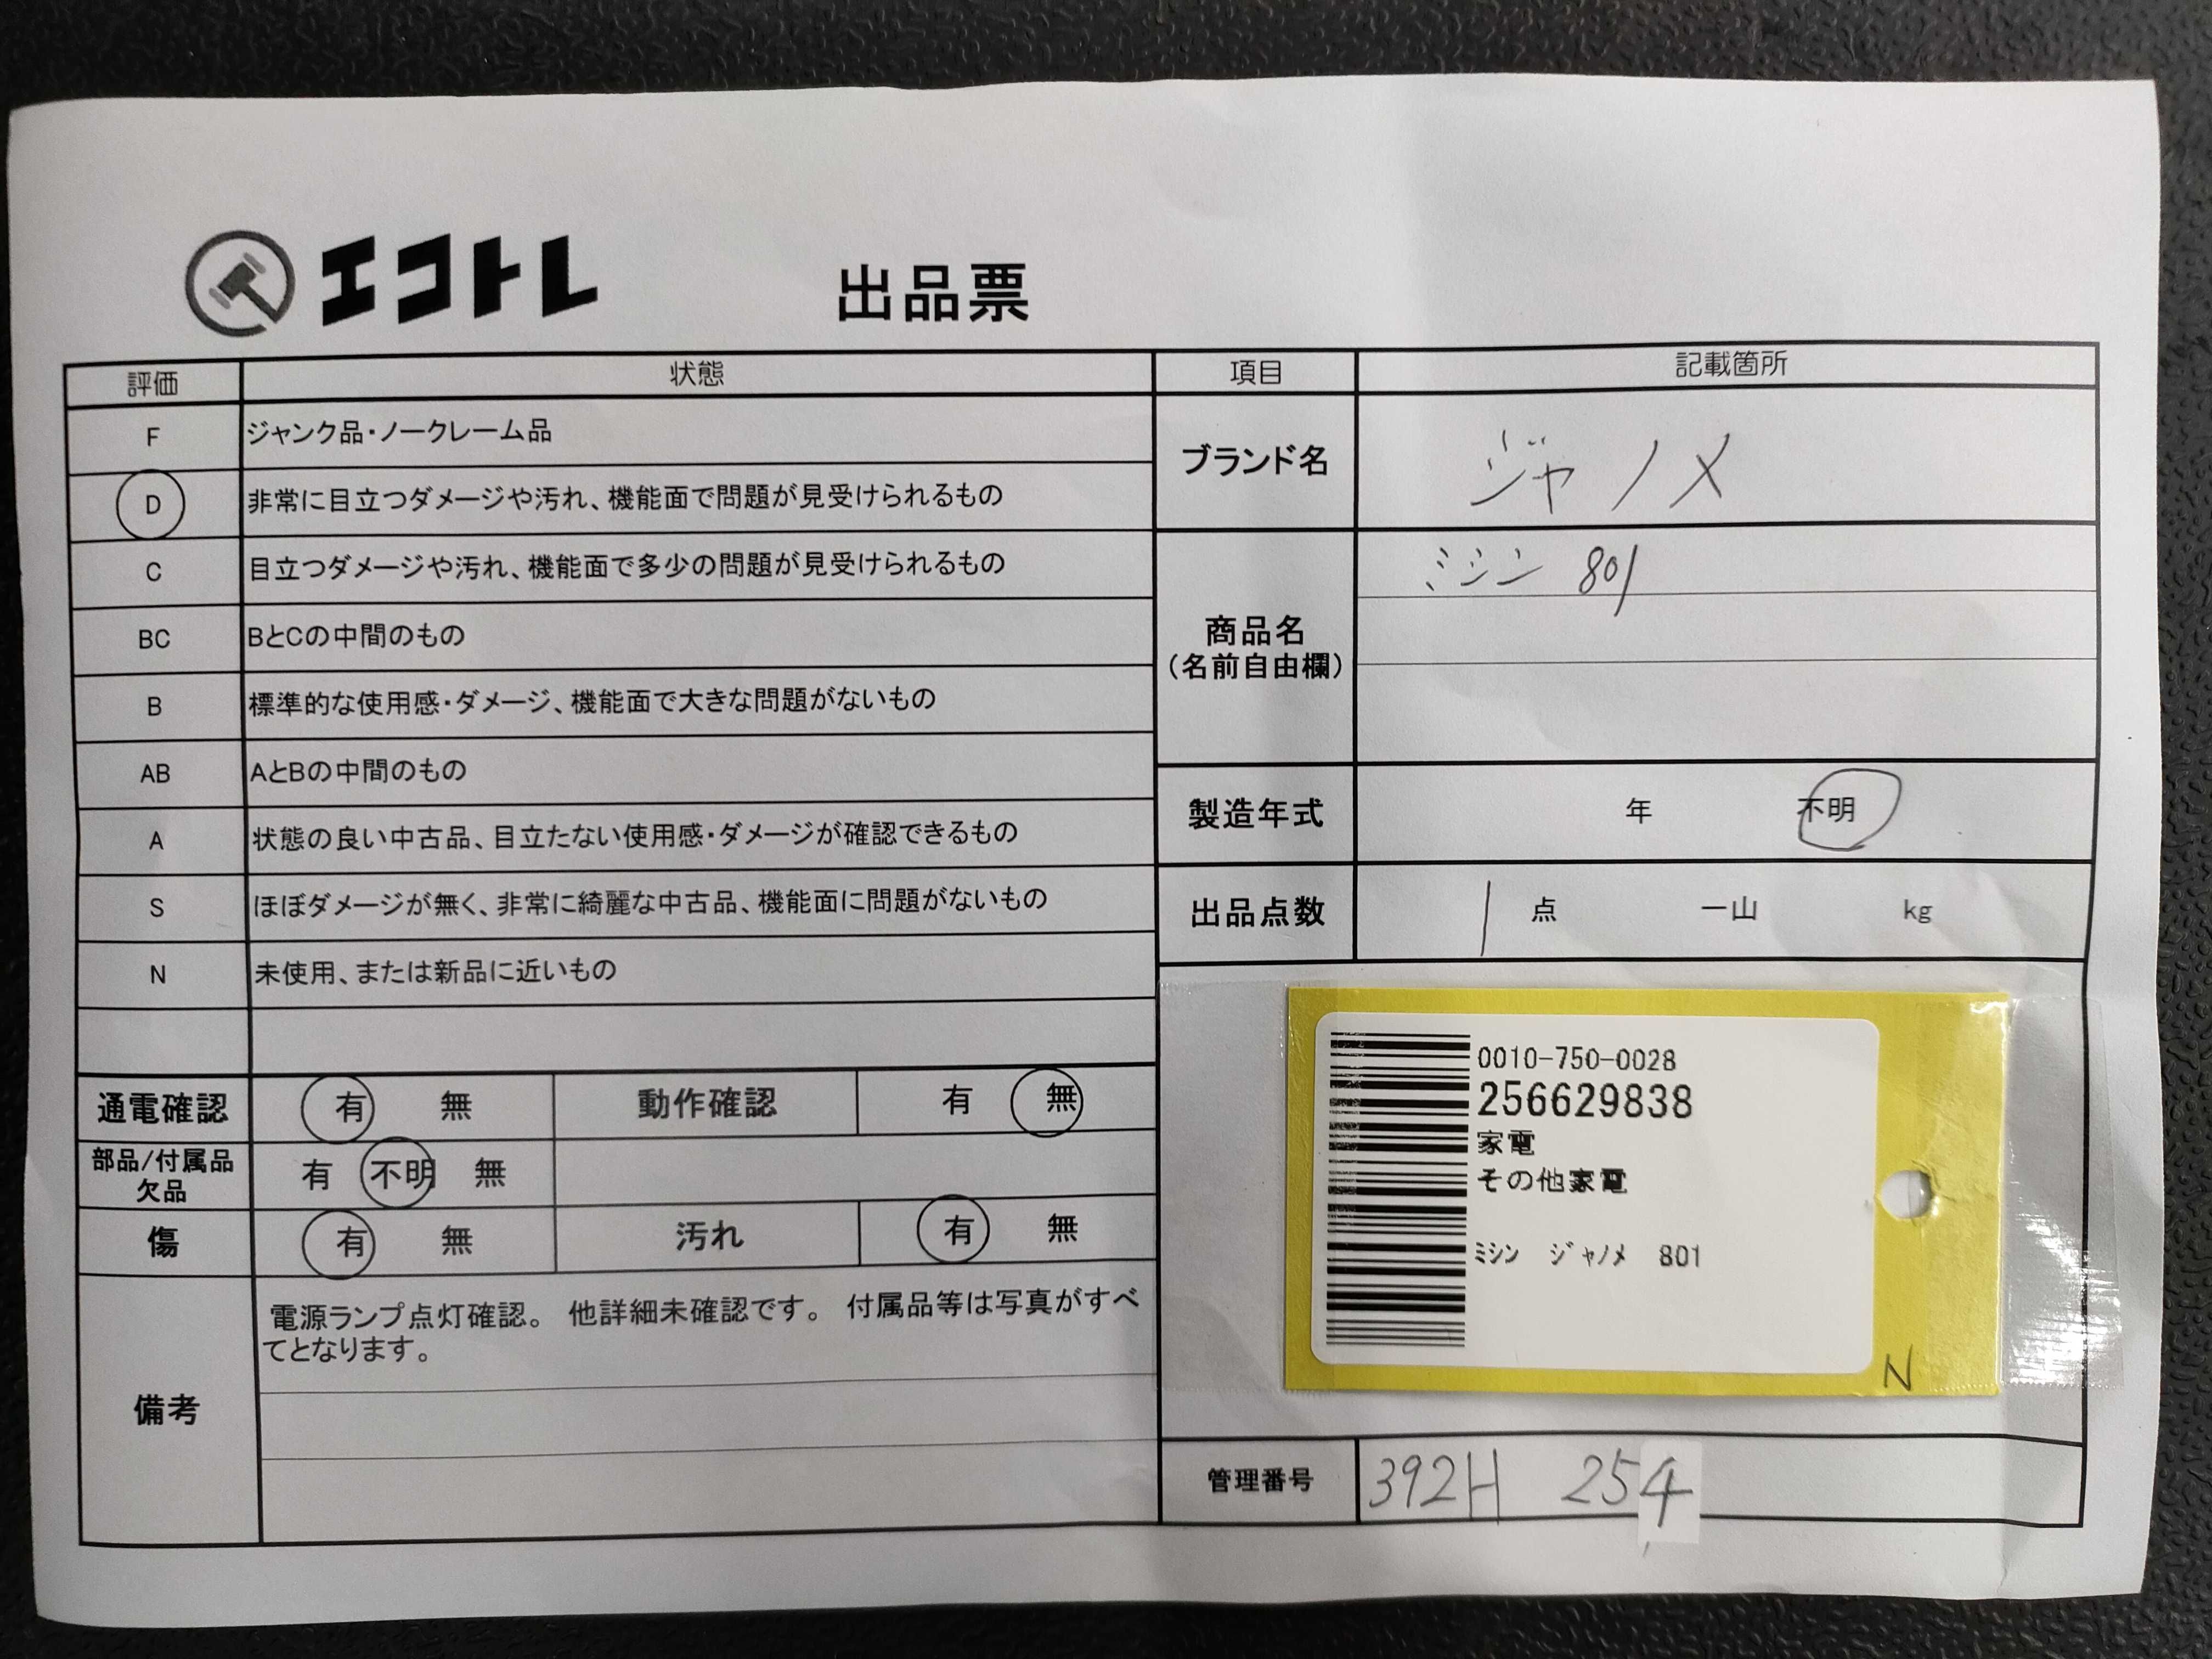 エコトレ
出品票
評価 状態
F ジャンク品・ノークレーム品
D 非常に目立つダメージや汚れ、機能面で問題が見受けられるもの
C 目立つダメージや汚れ、機能面で多少の問題が見受けられるもの
BC BとCの中間のもの
B 標準的な使用感・ダメージ、機能面で大きな問題がないもの
AB AとBの中間のもの
A 状態の良い中古品、目立たない使用感・ダメージが確認できるもの
S ほぼダメージが無く、非常に綺麗な中古品、機能面に問題がないもの
N 未使用、または新品に近いもの
通電確認 有 無 動作確認 有 無
部品/付属品
欠品 有 不明 無
傷 有 無 汚れ 有 無
備考
電源ランプ点灯確認。 他詳細未確認です。 付属品等は写真がすべ
てとなります。
項目 記載箇所
ブランド名 ジャノメ
商品名
(名前自由欄)
ミシン 801
製造年式 年 不明
出品点数 1 点 一山 kg
0010-750-0028
256629838
家電
その他家電
ﾐｼﾝ ｼﾞｬﾉﾒ 801
N
管理番号 392H 254